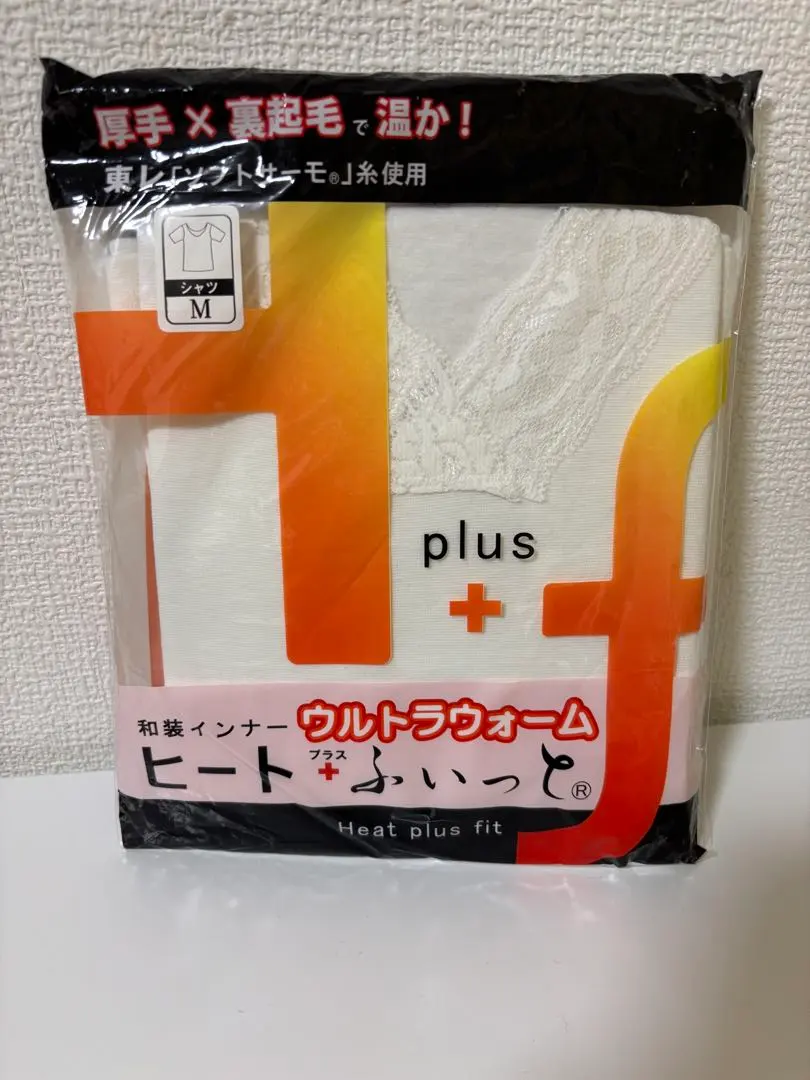 厚手×裏起毛で温か!
東レ「ソフトサーモ®」糸使用
シャツ
M
H
plus
+
f
和装インナー ウルトラウォーム
ヒート+プラスふぃっと®
Heat plus fit